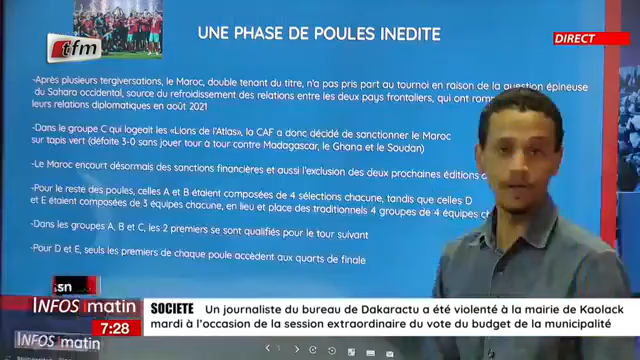 tfm
UNE PHASE DE POULES INEDITE
DIRECT
-Après plusieurs tergiversations, le Maroc, double tenant du titre, n'a pas pris part au tournoi en raison de la question épineuse
du Sahara occidental, source du refroidissement des relations entre les deux pays frontaliers, qui ont
leurs relations diplomatiques en août 2021
-Dans le groupe C qui logeait les «Lions de l'Atlas», la CAF a donc décidé de sanctionner le Maroc
sur tapis vert (défaite 3-0 sans jouer tour à tour contre Madagascar, le Ghana et le Soudan)
-Le Maroc encourt désormais des sanctions financières et aussi l'exclusion des deux prochaines éditions
-Pour le reste des poules, celles A et B étaient composées de 4 sélections chacune, tandis que celles D
et E étaient composées de 3 équipes chacune, en lieu et place des traditionnels 4 groupes de 4 équipes
-Dans les groupes A, B et C, les 2 premiers se sont qualifiés pour le tour suivant
-Pour D et E, seuls les premiers de chaque poule accèdent aux quarts de finale
.sn
INFOS matin
7:28
SOCIETE Un journaliste du bureau de Dakaractu a été violenté à la mairie de Kaolack
mardi à l'occasion de la session extraordinaire du vote du budget de la municipalité
INFOS matin